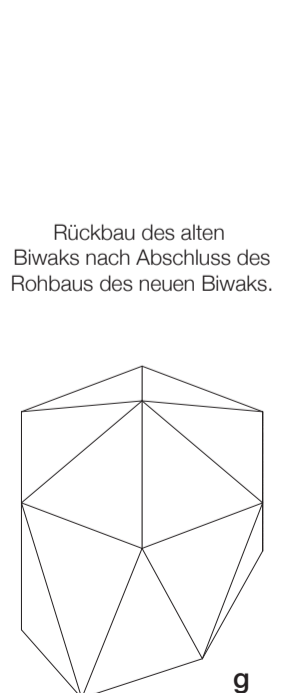 Rückbau des alten
Biwaks nach Abschluss des
Rohbaus des neuen Biwaks.
g